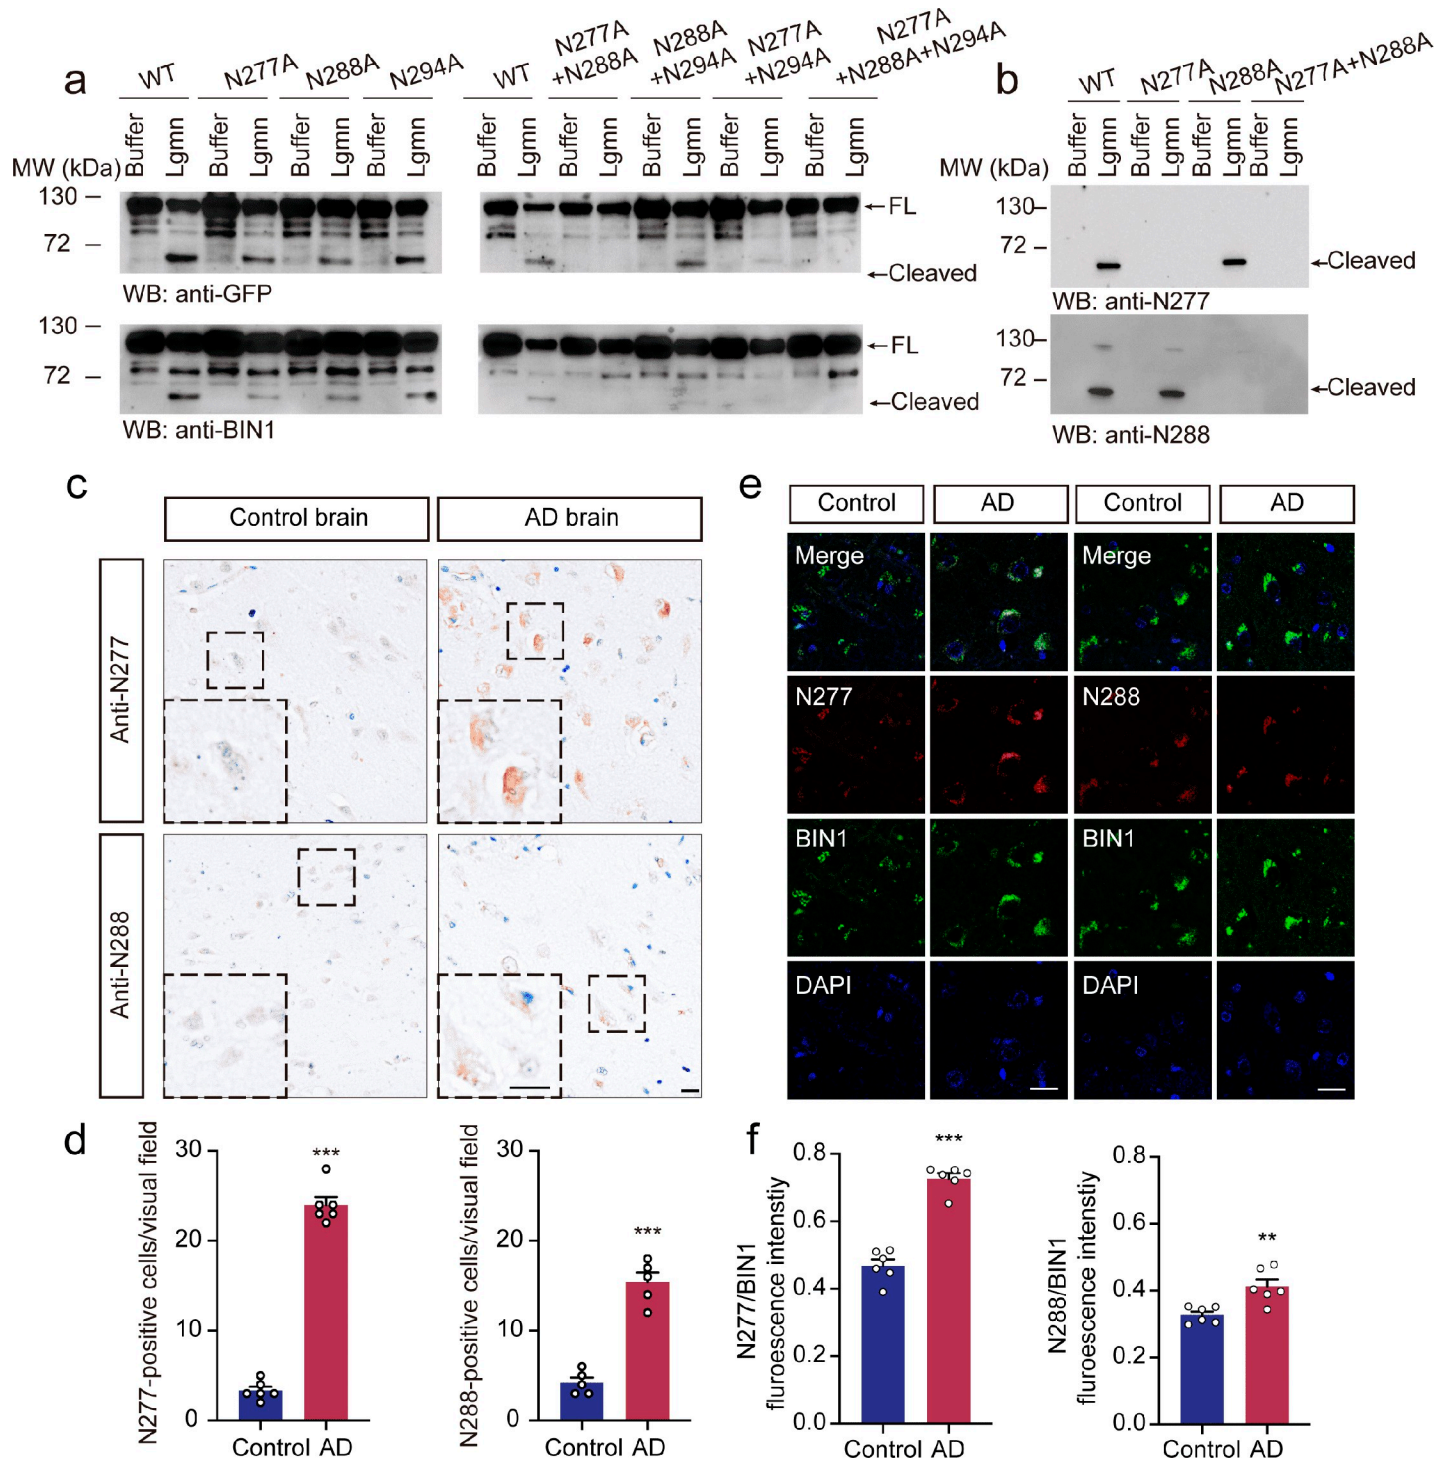 a
WT
N277A
N288A
N294A
WT
N277A
+N288A
N288A
+N294A
N277A
+N294A
N277A
+N288A+N294A
MW (kDa)
Buffer
Lgmn
Buffer
Lgmn
Buffer
Lgmn
Buffer
Lgmn
Buffer
Lgmn
Buffer
Lgmn
Buffer
Lgmn
Buffer
Lgmn
Buffer
Lgmn
130
72
FL
Cleaved
WB: anti-GFP
130
72
FL
Cleaved
WB: anti-BIN1
b
WT
N277A
N288A
N277A+N288A
MW (kDa)
Buffer
Lgmn
Buffer
Lgmn
Buffer
Lgmn
Buffer
Lgmn
130
72
Cleaved
WB: anti-N277
130
72
Cleaved
WB: anti-N288
c
Control brain
AD brain
Anti-N277
Anti-N288
d
N277-positive cells/visual field
30
20
10
0
***
Control AD
N288-positive cells/visual field
30
20
10
0
***
Control AD
e
Control
AD
Control
AD
Merge
Merge
N277
N288
BIN1
BIN1
DAPI
DAPI
f
N277/BIN1
fluroescence intenstiy
0.8
0.6
0.4
0.2
0.0
***
Control AD
N288/BIN1
fluroescence intenstiy
0.8
0.6
0.4
0.2
0.0
**
Control AD